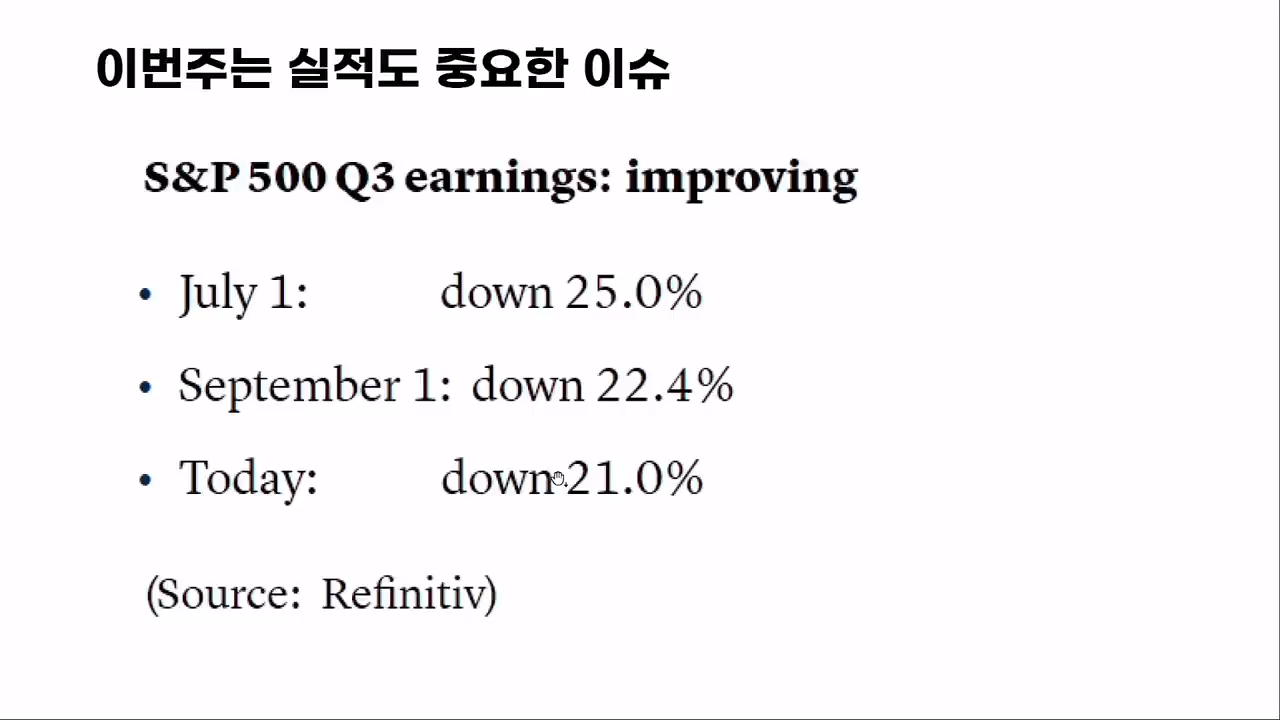 이번주는 실적도 중요한 이슈
S&P 500 Q3 earnings: improving
• July 1: down 25.0%
• September 1: down 22.4%
• Today: down 21.0%
(Source: Refinitiv)